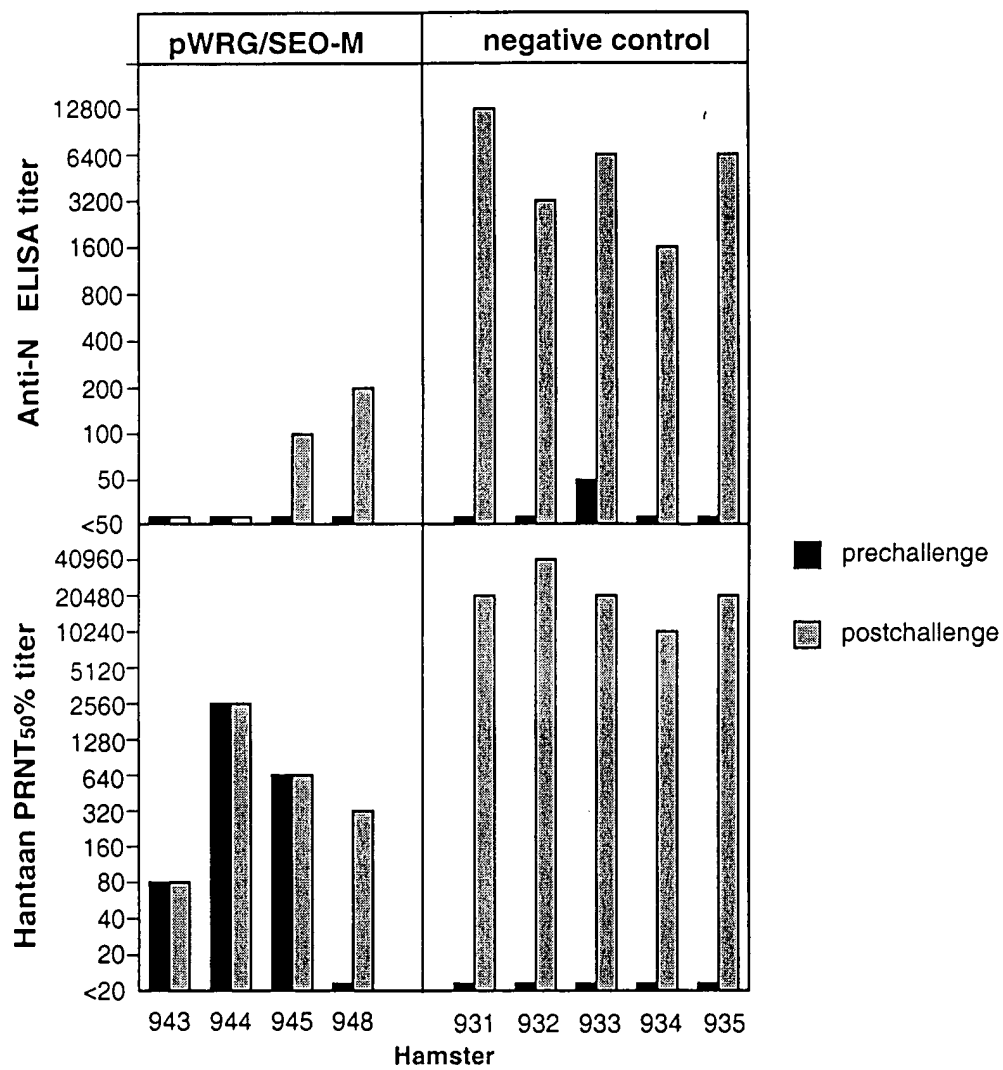 pWRG/SEO-M
negative control
Anti-N ELISA titer
12800
6400
3200
1600
800
400
200
100
50
<50
Hantaan PRNT50% titer
40960
20480
10240
5120
2560
1280
640
320
160
80
40
20
<20
943 944 945 948 931 932 933 934 935
Hamster
prechallenge
postchallenge